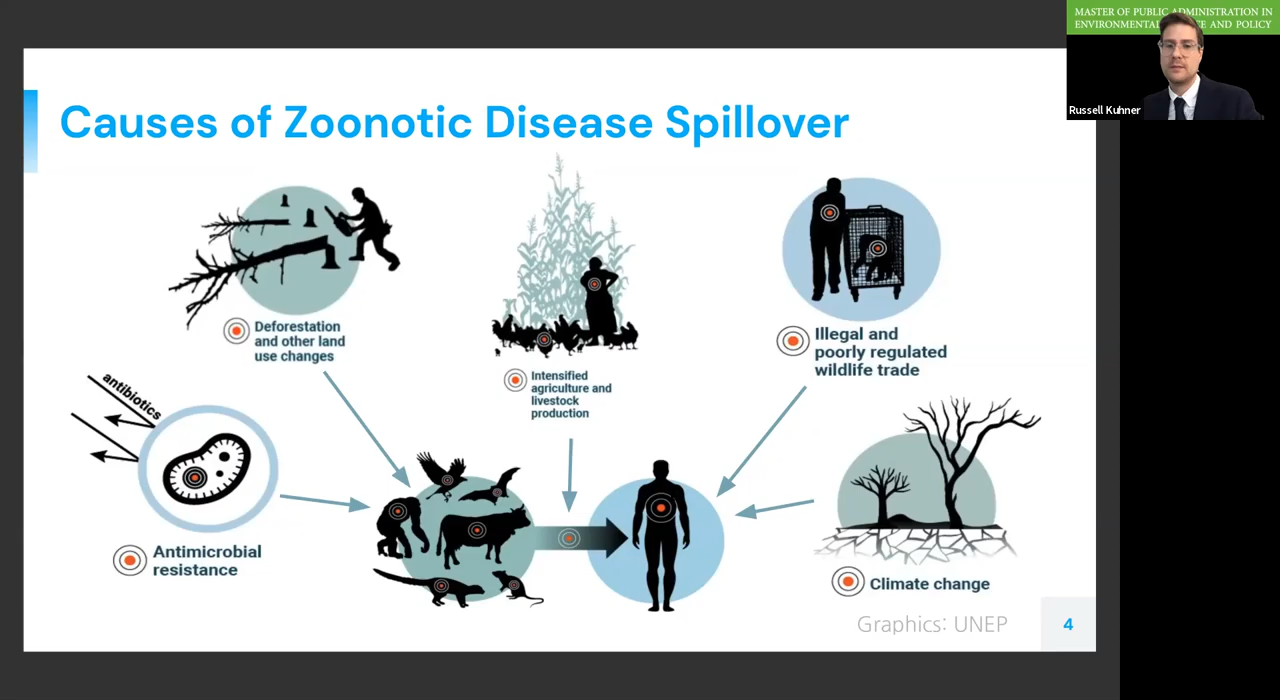 MASTER OF PUBLIC ADMINISTRATION IN
ENVIRONMENTAL AND POLICY
Russell Kuhner
Causes of Zoonotic Disease Spillover
Deforestation
and other land
use changes
Intensified
agriculture and
livestock
production
Illegal and
poorly regulated
wildlife trade
antibiotics
Antimicrobial
resistance
Climate change
Graphics: UNEP
4